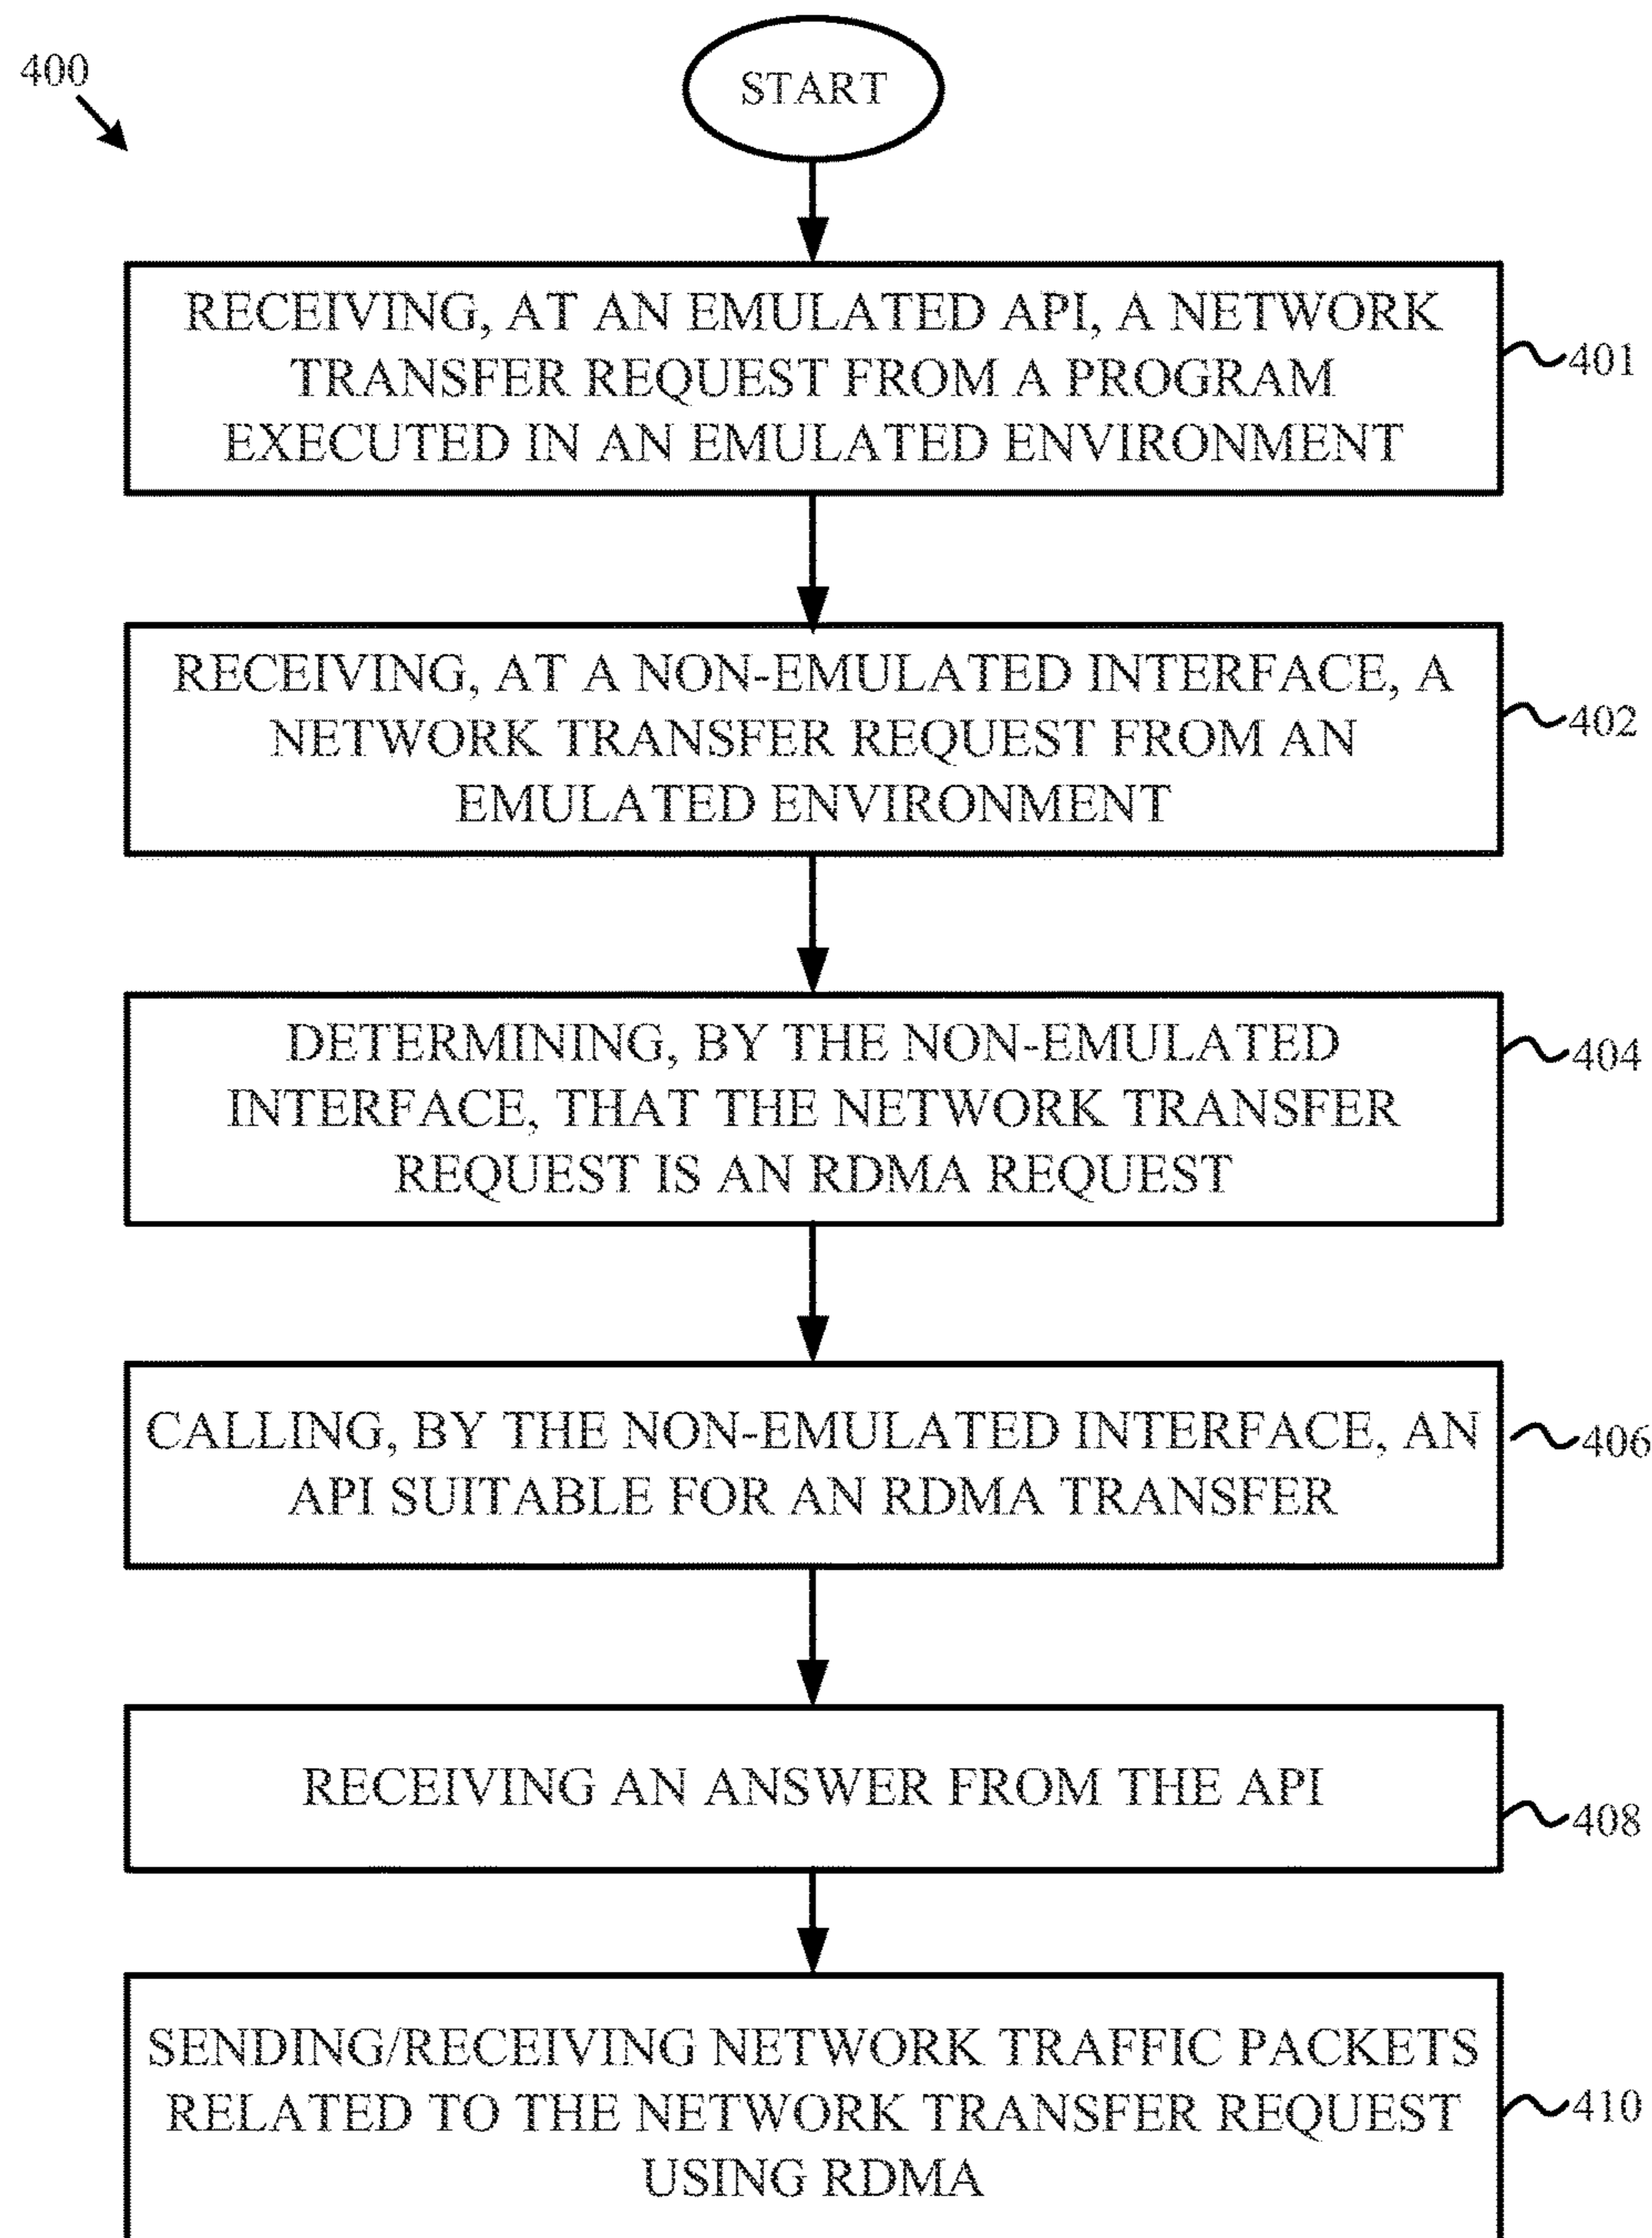 400
START
RECEIVING, AT AN EMULATED API, A NETWORK
TRANSFER REQUEST FROM A PROGRAM
EXECUTED IN AN EMULATED ENVIRONMENT
401
RECEIVING, AT A NON-EMULATED INTERFACE, A
NETWORK TRANSFER REQUEST FROM AN
EMULATED ENVIRONMENT
402
DETERMINING, BY THE NON-EMULATED
INTERFACE, THAT THE NETWORK TRANSFER
REQUEST IS AN RDMA REQUEST
404
CALLING, BY THE NON-EMULATED INTERFACE, AN
API SUITABLE FOR AN RDMA TRANSFER
406
RECEIVING AN ANSWER FROM THE API
408
SENDING/RECEIVING NETWORK TRAFFIC PACKETS
RELATED TO THE NETWORK TRANSFER REQUEST
USING RDMA
410